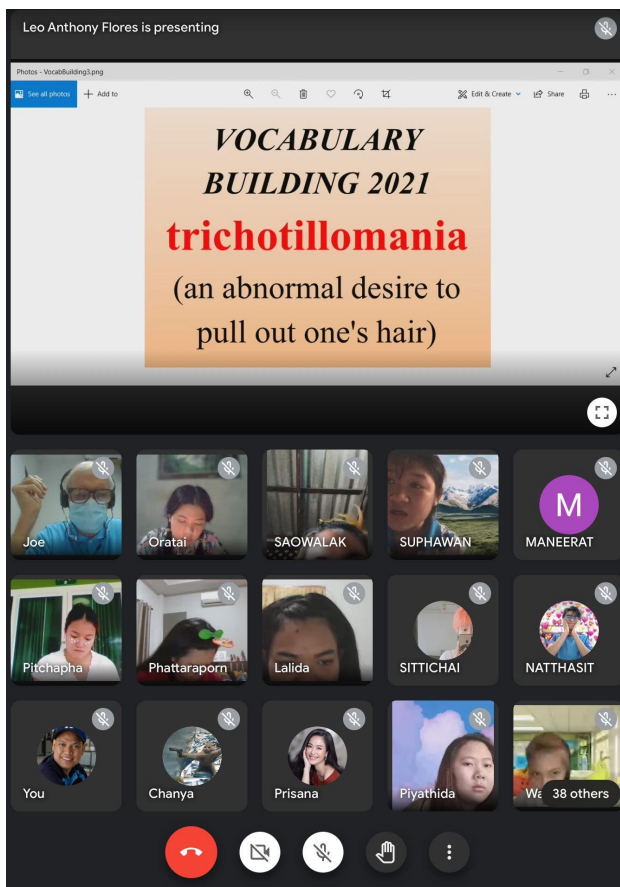 Leo Anthony Flores is presenting
Photos - VocabBuilding3.png
See all photos
Add to
Edit & Create
Share
VOCABULARY
BUILDING 2021
trichotillomania
(an abnormal desire to
pull out one's hair)
Joe
Oratai
SAOWALAK
SUPHAWAN
M
MANEERAT
Pitchapha
Phattaraporn
Lalida
SITTICHAI
NATTHASIT
You
Chanya
Prisana
Piyathida
38 others